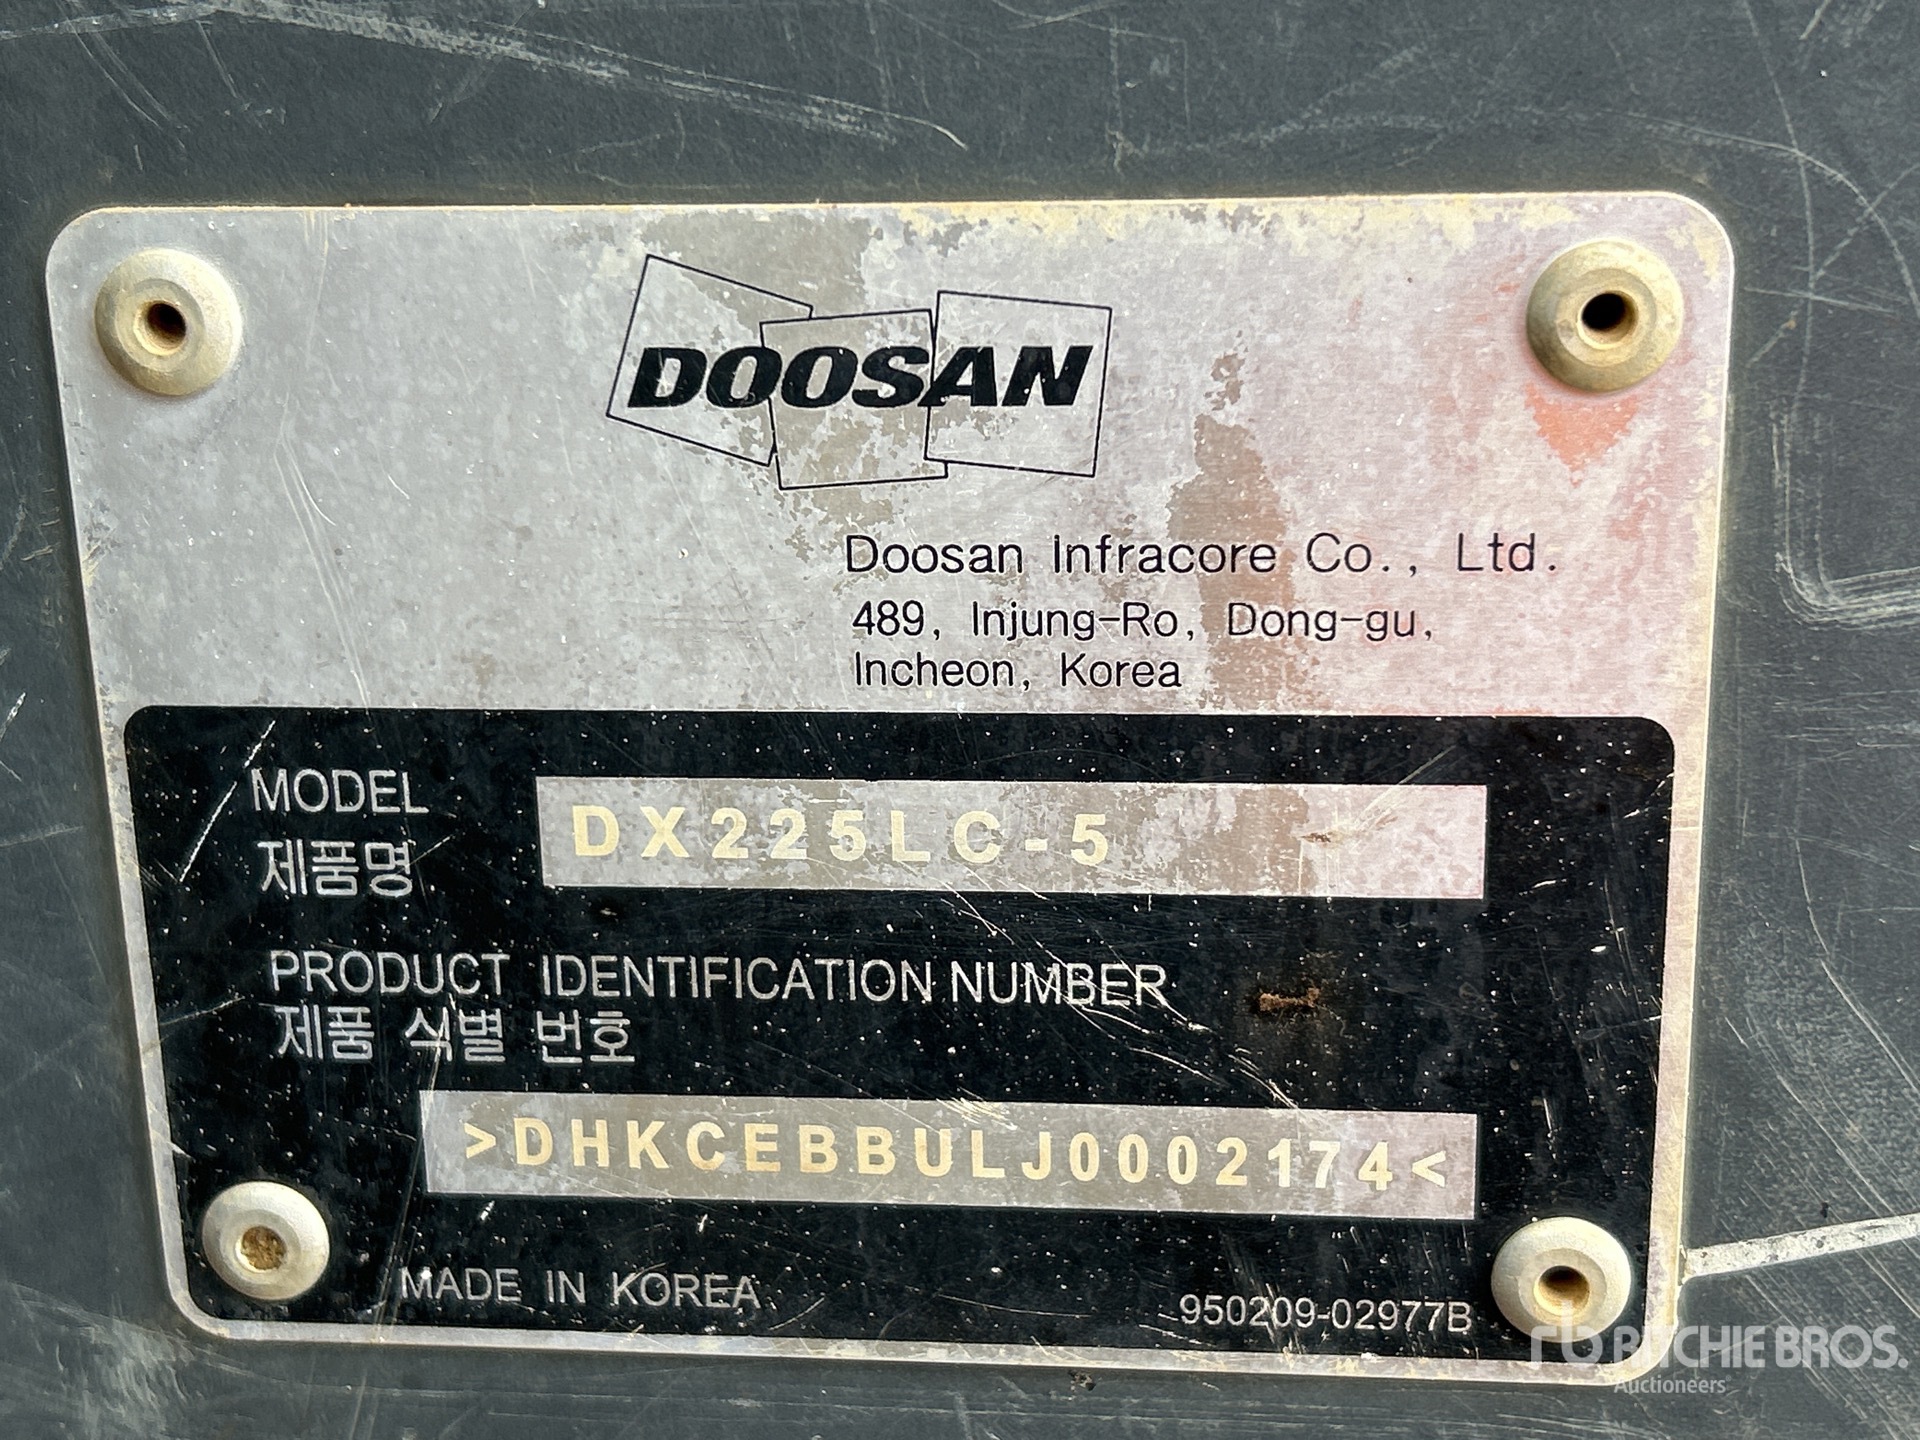 DOOSAN
Doosan Infracore Co., Ltd.
489, Injung-Ro, Dong-gu,
Incheon, Korea
MODEL
제품명
DX225LC-5
PRODUCT IDENTIFICATION NUMBER
제품 식별 번호
>DHKCEBBULJ0002174<
MADE IN KOREA
950209-02977B
RITCHIE BROS.
Auctioneers